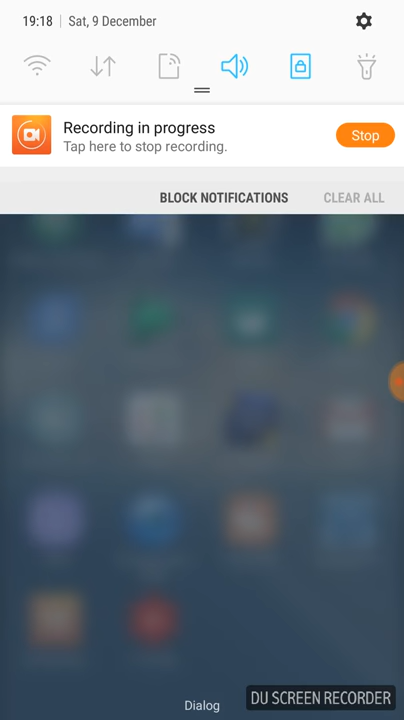 19:18 | Sat, 9 December
Recording in progress
Stop
Tap here to stop recording.
BLOCK NOTIFICATIONS
CLEAR ALL
Dialog
DU SCREEN RECORDER